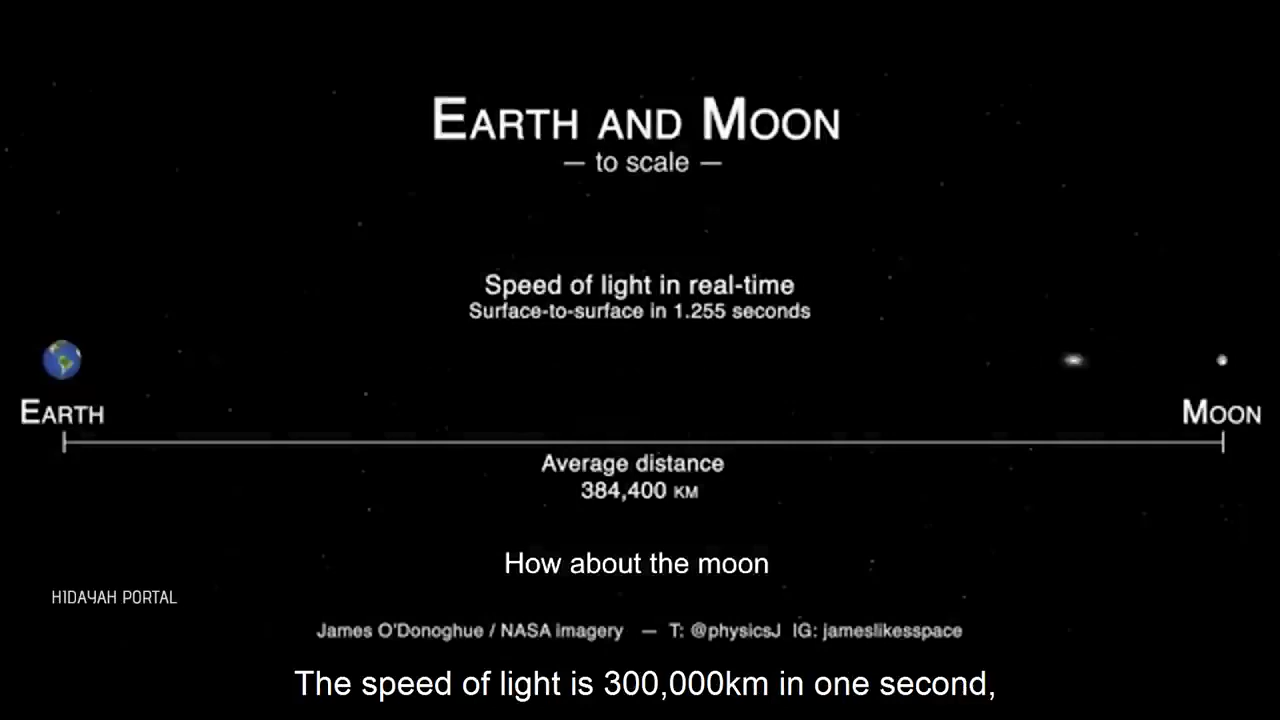 EARTH AND MOON
— to scale —
Speed of light in real-time
Surface-to-surface in 1.255 seconds
EARTH
MOON
Average distance
384,400 KM
How about the moon
HIDAYAH PORTAL
James O'Donoghue / NASA imagery — T: @physicsJ IG: jameslikesspace
The speed of light is 300,000km in one second,